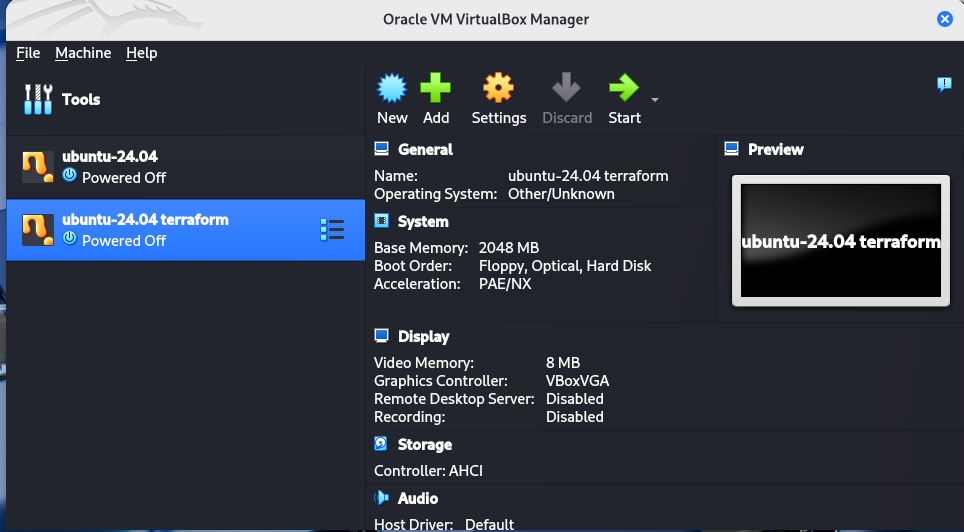 Oracle VM VirtualBox Manager
File Machine Help
Tools
New Add Settings Discard Start
ubuntu-24.04
Powered Off
ubuntu-24.04 terraform
Powered Off
General
Name: ubuntu-24.04 terraform
Operating System: Other/Unknown
System
Base Memory: 2048 MB
Boot Order: Floppy, Optical, Hard Disk
Acceleration: PAE/NX
Preview
ubuntu-24.04 terraform
Display
Video Memory: 8 MB
Graphics Controller: VBoxVGA
Remote Desktop Server: Disabled
Recording: Disabled
Storage
Controller: AHCI
Audio
Host Driver: Default